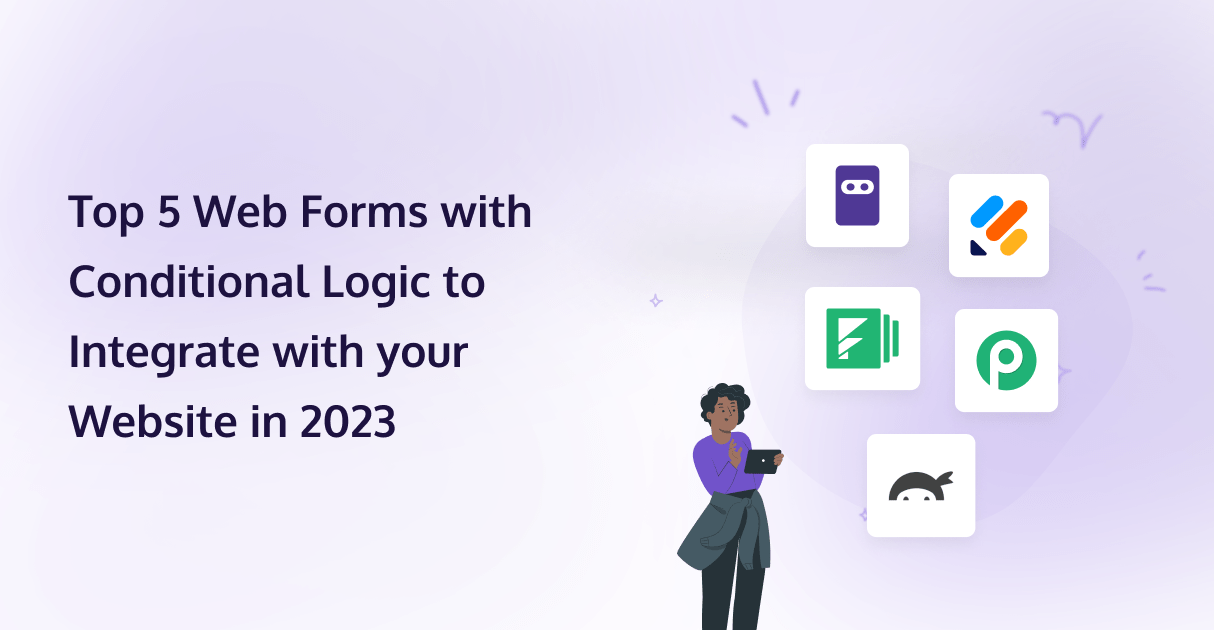 Top 5 Web Forms with
Conditional Logic to
Integrate with your
Website in 2023